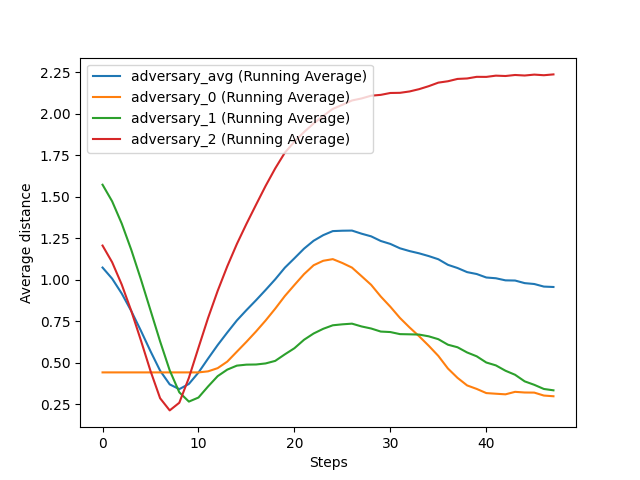 adversary_avg (Running Average)
adversary_0 (Running Average)
adversary_1 (Running Average)
adversary_2 (Running Average)
2.25
2.00
1.75
1.50
1.25
1.00
0.75
0.50
0.25
Average distance
0 10 20 30 40
Steps